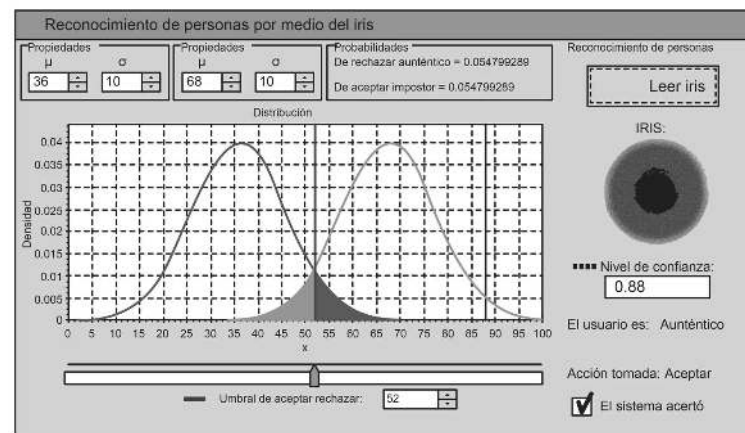 Reconocimiento de personas por medio del iris
Propiedades
μ σ
36 10
Propiedades
μ σ
68 10
Probabilidades
De rechazar aunténtico = 0.054799289
De aceptar impostor = 0.054799289
Reconocimiento de personas
Leer iris
Distribución
Densidad
0.04
0.035
0.03
0.025
0.02
0.015
0.01
0.005
0
0 5 10 15 20 25 30 35 40 45 50 55 60 65 70 75 80 85 90 95 100
x
IRIS:
Nivel de confianza:
0.88
El usuario es: Aunténtico
Acción tomada: Aceptar
El sistema acertó
Umbral de aceptar rechazar: 52